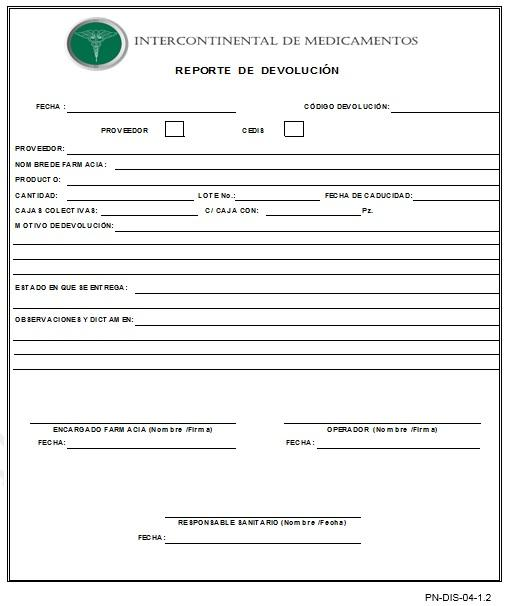 INTERCONTINENTAL DE MEDICAMENTOS
REPORTE DE DEVOLUCIÓN
FECHA : CÓDIGO DEVOLUCIÓN:
PROVEEDOR CEDIS
PROVEEDOR:
NOMBRE DE FARMACIA:
PRODUCTO:
CANTIDAD: LOTE No.: FECHA DE CADUCIDAD:
CAJAS COLECTIVAS: C/ CAJA CON: Pz.
MOTIVO DE DEVOLUCIÓN:
ESTADO EN QUE SE ENTREGA:
OBSERVACIONES Y DICTAMEN:
ENCARGADO FARMACIA (Nombre /Firma) OPERADOR (Nombre /Firma)
FECHA: FECHA:
RESPONSABLE SANITARIO (Nombre /Fecha)
FECHA:
PN-DIS-04-1.2